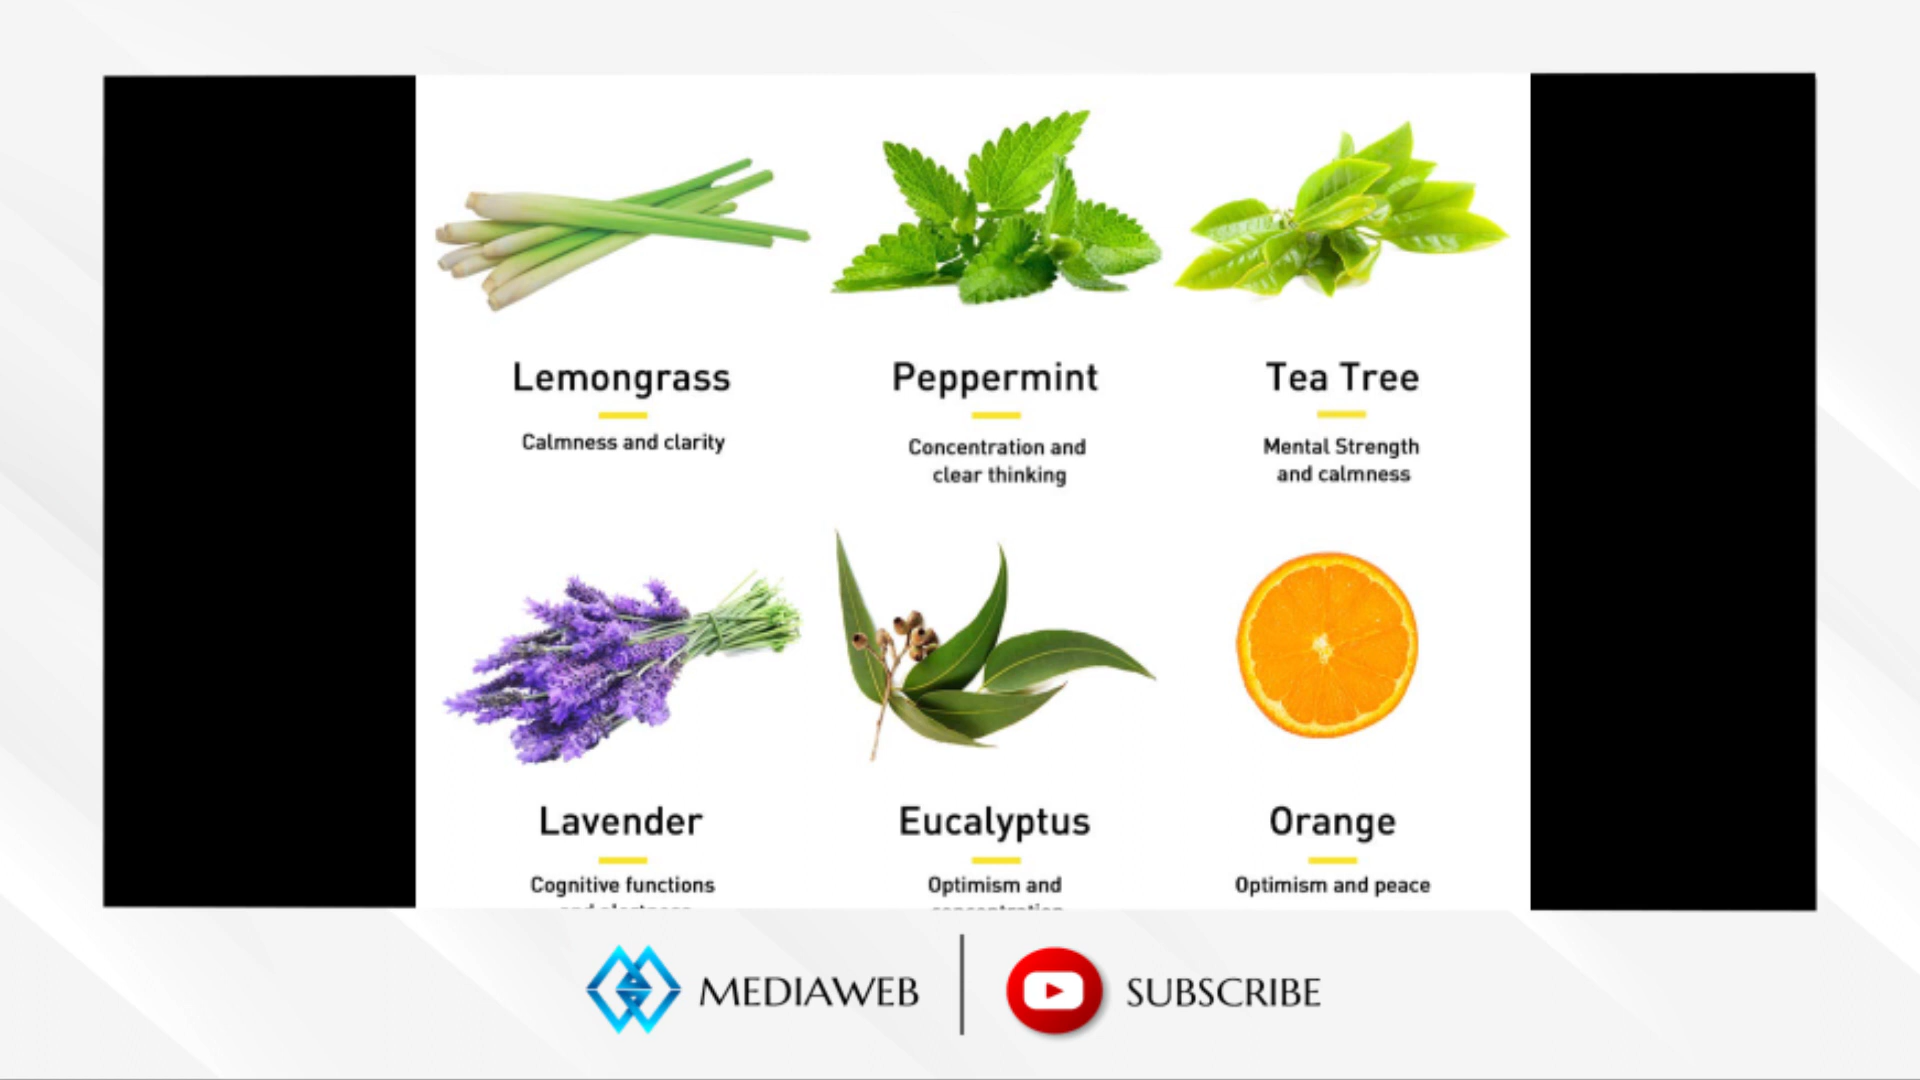 Lemongrass
Peppermint
Tea Tree
Calmness and clarity
Concentration and
clear thinking
Mental Strength
and calmness
Lavender
Eucalyptus
Orange
Cognitive functions
Optimism and
Optimism and peace
MEDIAWEB
SUBSCRIBE